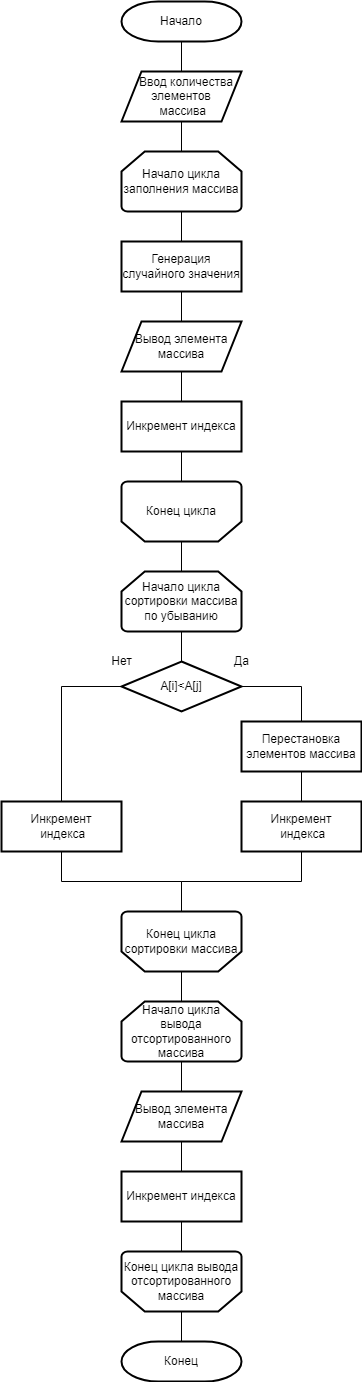 Начало
Ввод количества
элементов
массива
Начало цикла
заполнения массива
Генерация
случайного значения
Вывод элемента
массива
Инкремент индекса
Конец цикла
Начало цикла
сортировки массива
по убыванию
Нет
Да
A[i]<A[j]
Перестановка
элементов массива
Инкремент
индекса
Инкремент
индекса
Конец цикла
сортировки массива
Начало цикла
вывода
отсортированного
массива
Вывод элемента
массива
Инкремент индекса
Конец цикла вывода
отсортированного
массива
Конец